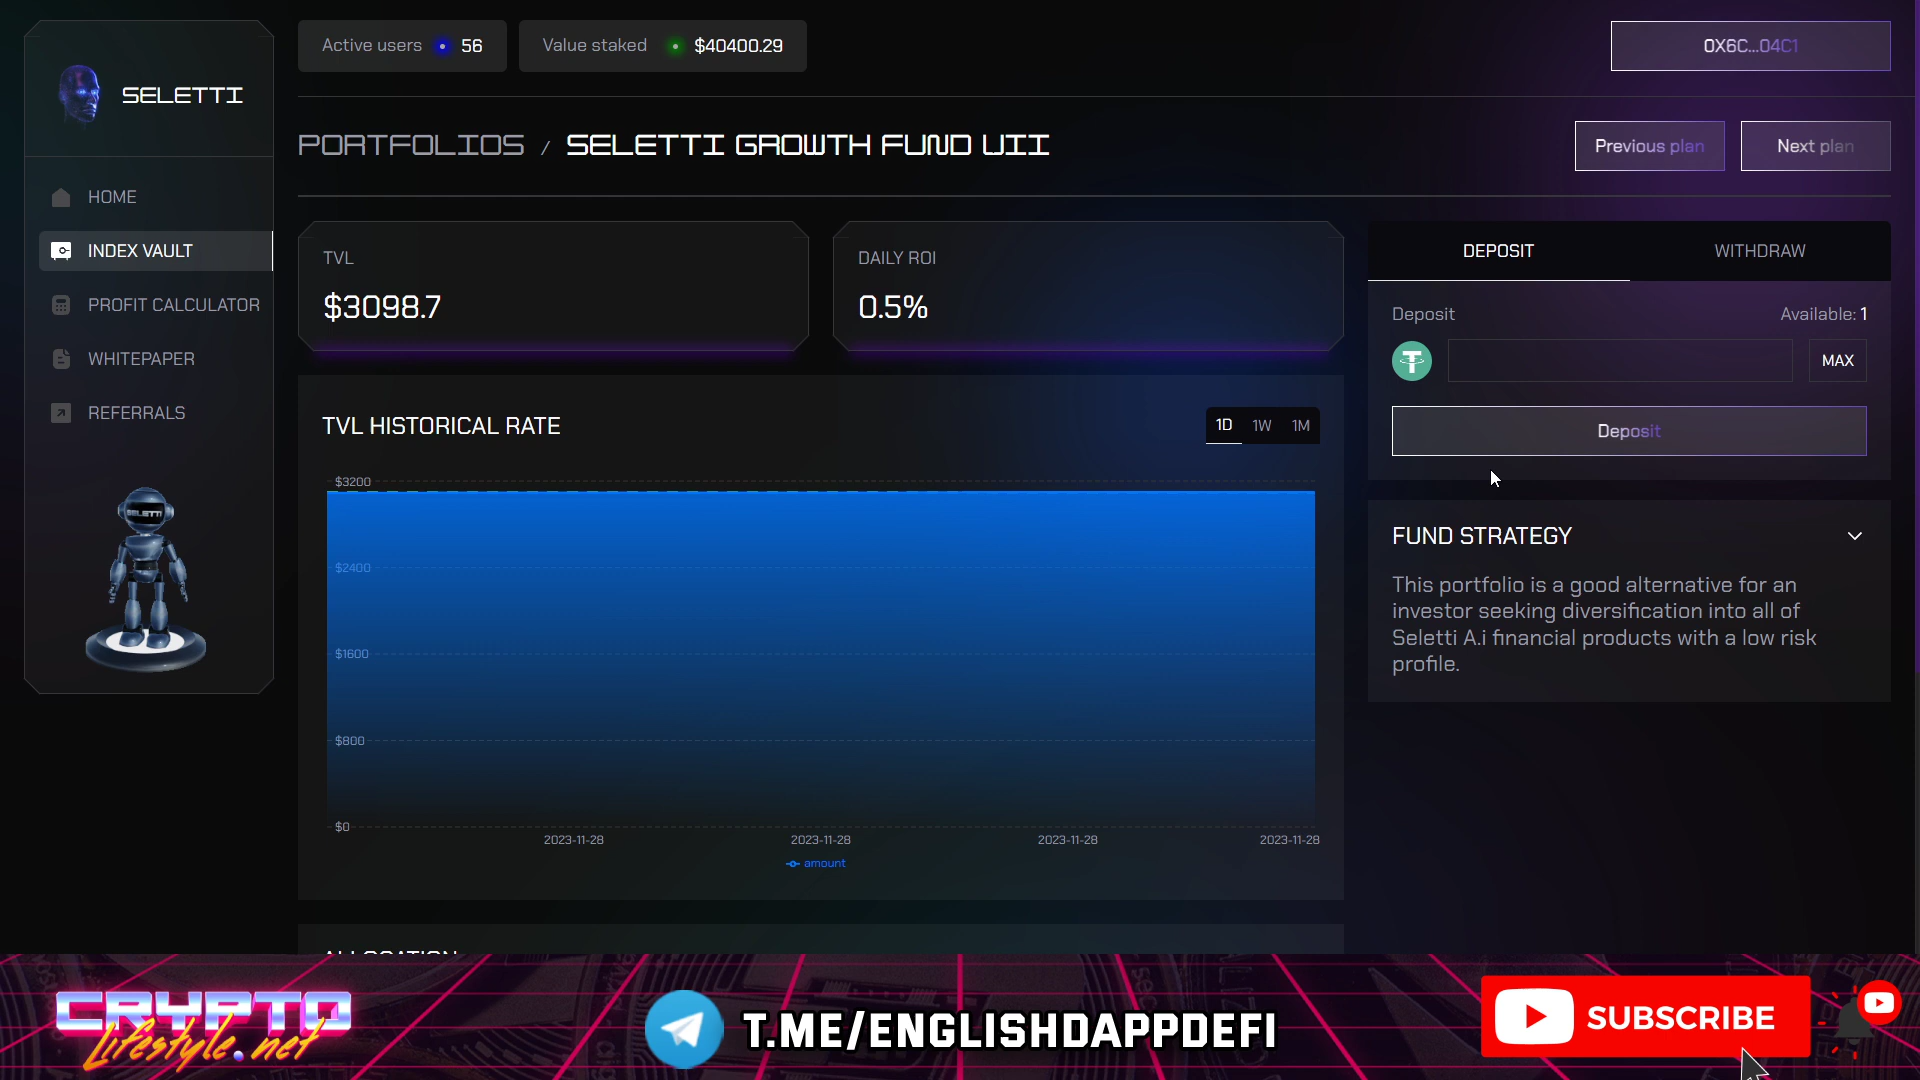 Active users 56
Value staked $40400.29
0X6C...04C1
SELETTI
PORTFOLIOS / SELETTI GROWTH FUND VII
Previous plan
Next plan
HOME
INDEX VAULT
PROFIT CALCULATOR
WHITEPAPER
REFERRALS
SELETTI
TVL
$3098.7
DAILY ROI
0.5%
DEPOSIT
WITHDRAW
Deposit
Available: 1
MAX
Deposit
TVL HISTORICAL RATE
1D 1W 1M
$3200
$2400
$1600
$800
$0
2023-11-28 2023-11-28 2023-11-28 2023-11-28
amount
FUND STRATEGY
This portfolio is a good alternative for an
investor seeking diversification into all of
Seletti A.i financial products with a low risk
profile.
ALLOCATION
CRYPTO
Lifestyle.net
T.ME/ENGLISHDAPPDEFI
SUBSCRIBE